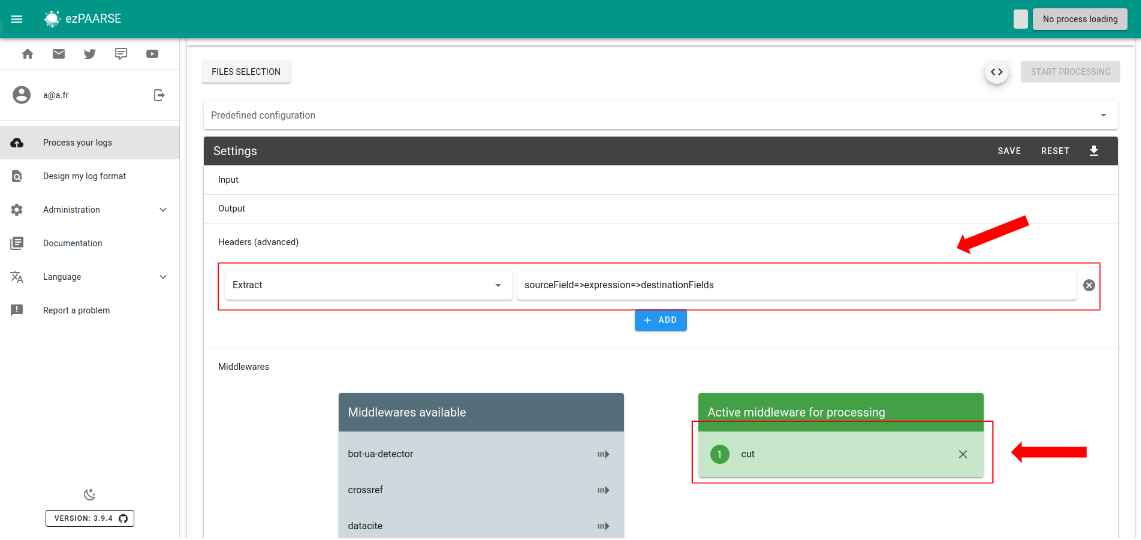 ezPAARSE
No process loading
a@a.fr
Process your logs
Design my log format
Administration
Documentation
Language
Report a problem
VERSION: 3.9.4
FILES SELECTION
<>
START PROCESSING
Predefined configuration
Settings
SAVE
RESET
Input
Output
Headers (advanced)
Extract
sourceField=>expression=>destinationFields
+ ADD
Middlewares
Middlewares available
bot-ua-detector
crossref
datacite
Active middleware for processing
1 cut